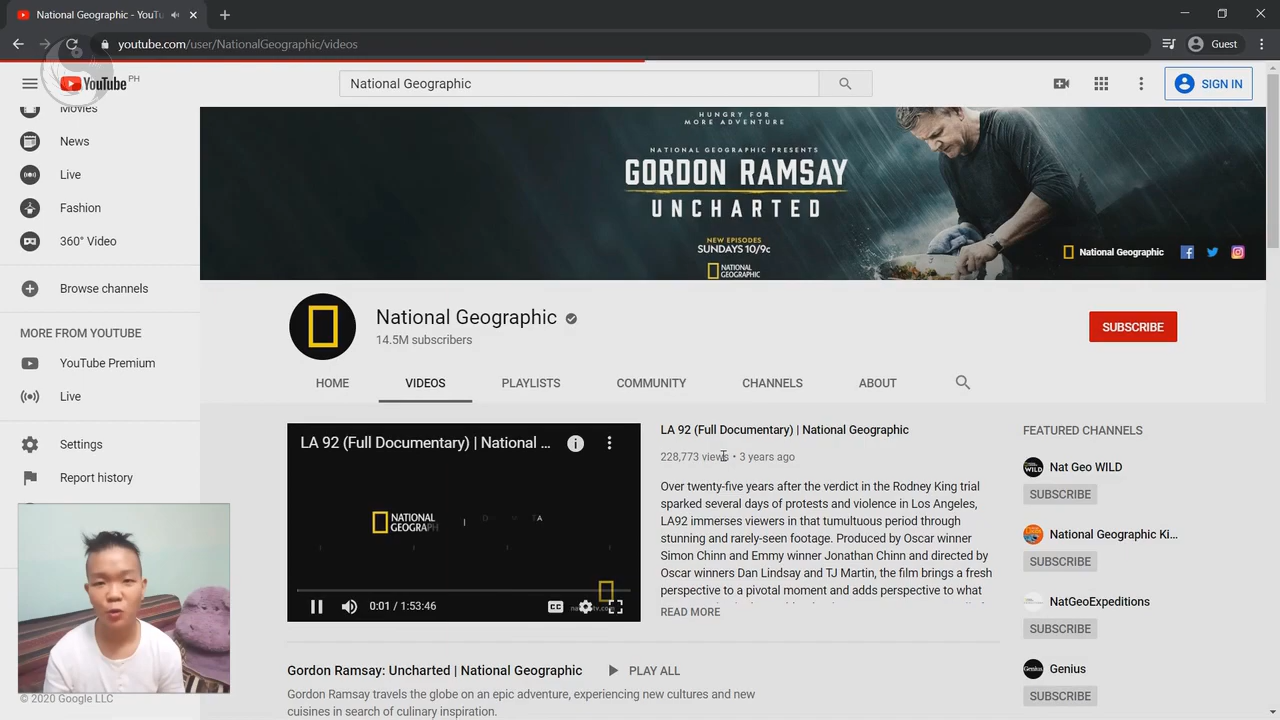 National Geographic - YouTu
youtube.com/user/NationalGeographic/videos
Guest
YouTube PH
National Geographic
SIGN IN
Movies
News
Live
Fashion
360° Video
Browse channels
MORE FROM YOUTUBE
YouTube Premium
Live
Settings
Report history
© 2020 Google LLC
HUNGRY FOR
MORE ADVENTURE
NATIONAL GEOGRAPHIC PRESENTS
GORDON RAMSAY
UNCHARTED
NEW EPISODES
SUNDAYS 10/9c
NATIONAL
GEOGRAPHIC
National Geographic
National Geographic
14.5M subscribers
SUBSCRIBE
HOME
VIDEOS
PLAYLISTS
COMMUNITY
CHANNELS
ABOUT
LA 92 (Full Documentary) | National ...
NATIONAL
GEOGRAPH
0:01 / 1:53:46
CC
LA 92 (Full Documentary) | National Geographic
228,773 views • 3 years ago
Over twenty-five years after the verdict in the Rodney King trial
sparked several days of protests and violence in Los Angeles,
LA92 immerses viewers in that tumultuous period through
stunning and rarely-seen footage. Produced by Oscar winner
Simon Chinn and Emmy winner Jonathan Chinn and directed by
Oscar winners Dan Lindsay and TJ Martin, the film brings a fresh
perspective to a pivotal moment and adds perspective to what
READ MORE
FEATURED CHANNELS
Nat Geo WILD
SUBSCRIBE
National Geographic Ki...
SUBSCRIBE
NatGeoExpeditions
SUBSCRIBE
Genius
SUBSCRIBE
Gordon Ramsay: Uncharted | National Geographic
PLAY ALL
Gordon Ramsay travels the globe on an epic adventure, experiencing new cultures and new
cuisines in search of culinary inspiration.